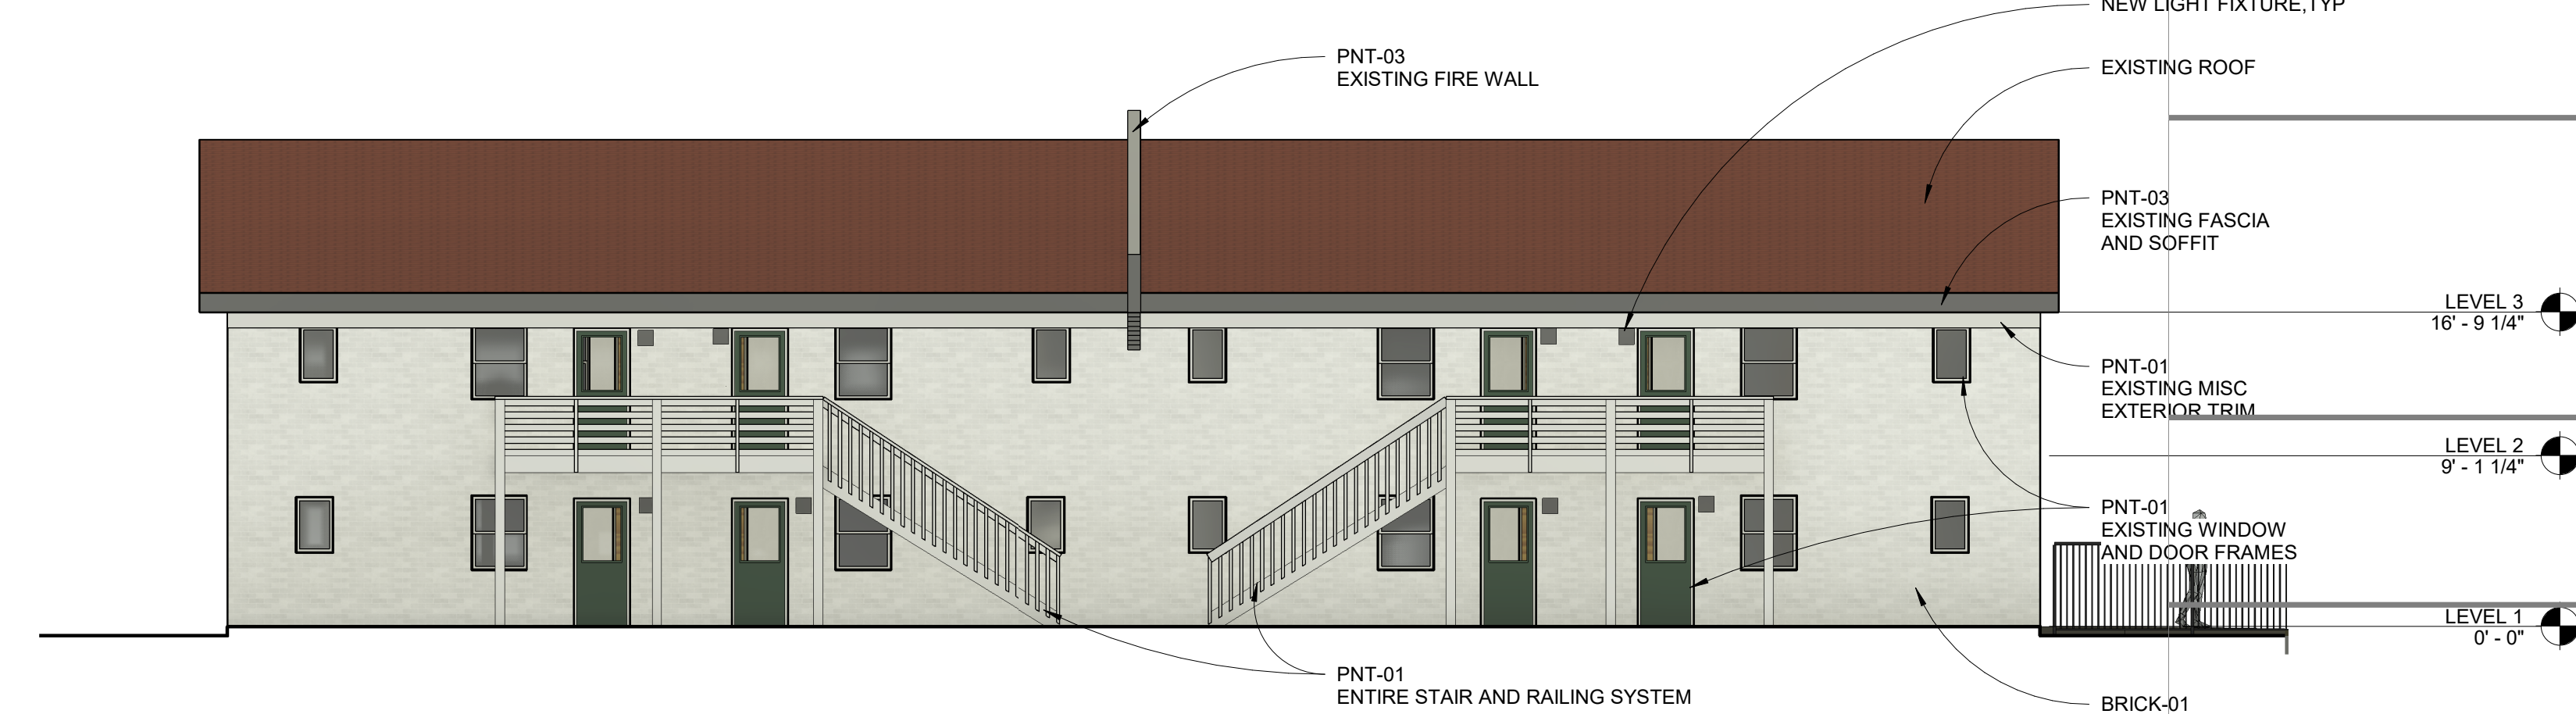 NEW LIGHT FIXTURE,TYP
PNT-03
EXISTING FIRE WALL
EXISTING ROOF
PNT-03
EXISTING FASCIA
AND SOFFIT
LEVEL 3
16' - 9 1/4"
PNT-01
EXISTING MISC
EXTERIOR TRIM
LEVEL 2
9' - 1 1/4"
PNT-01
EXISTING WINDOW
AND DOOR FRAMES
LEVEL 1
0' - 0"
PNT-01
ENTIRE STAIR AND RAILING SYSTEM
BRICK-01